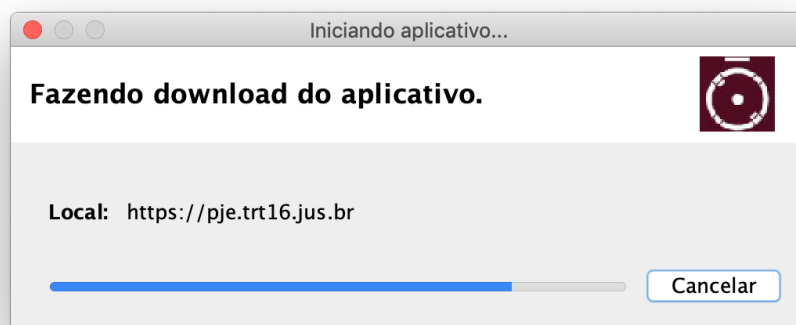 Iniciando aplicativo...
Fazendo download do aplicativo.
Local: https://pje.trt16.jus.br
Cancelar